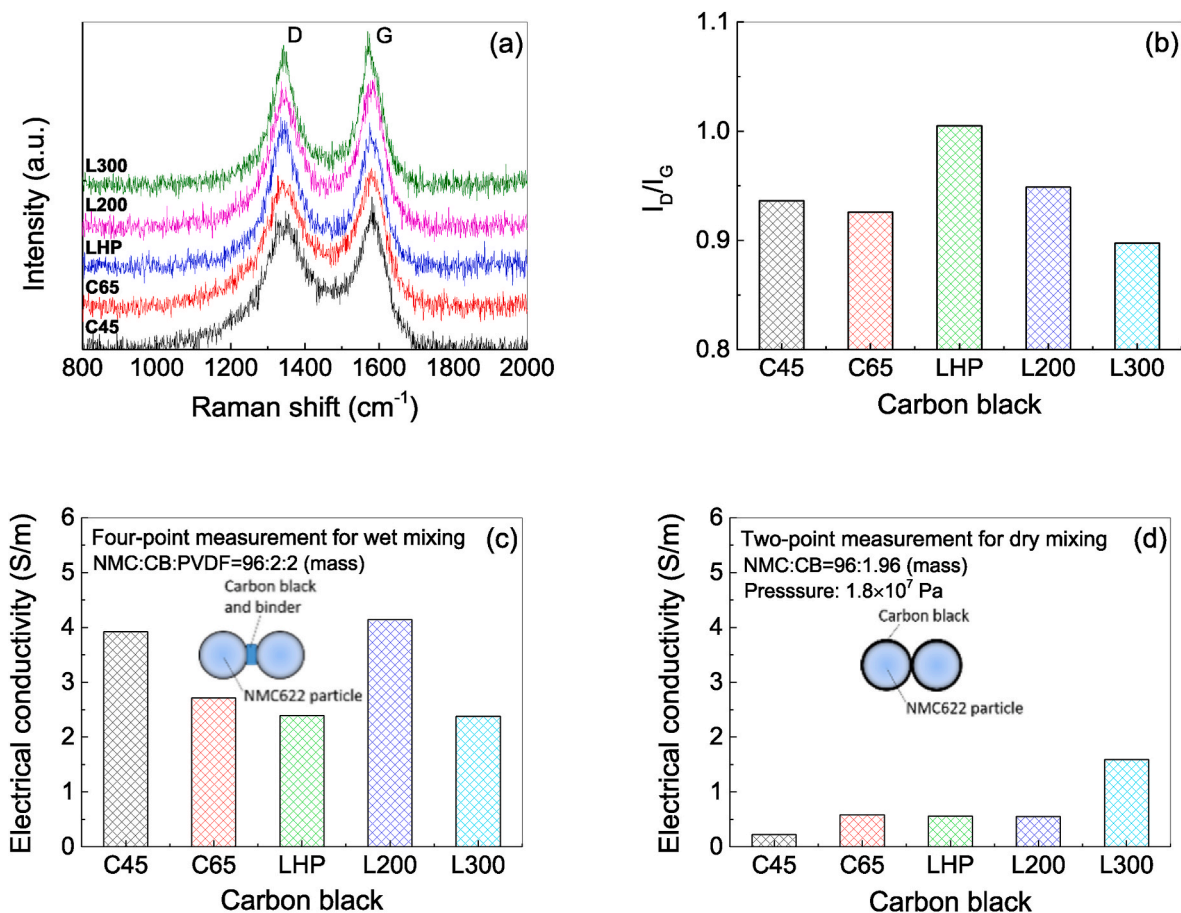 D
G
(a)
L300
L200
LHP
C65
C45
Intensity (a.u.)
800 1000 1200 1400 1600 1800 2000
Raman shift (cm⁻¹)
(b)
1.1
1.0
0.9
0.8
I_D/I_G
C45 C65 LHP L200 L300
Carbon black
(c)
Four-point measurement for wet mixing
NMC:CB:PVDF=96:2:2 (mass)
Carbon black
and binder
NMC622 particle
6
5
4
3
2
1
0
Electrical conductivity (S/m)
C45 C65 LHP L200 L300
Carbon black
(d)
Two-point measurement for dry mixing
NMC:CB=96:1.96 (mass)
Presssure: 1.8×10⁷ Pa
Carbon black
NMC622 particle
6
5
4
3
2
1
0
Electrical conductivity (S/m)
C45 C65 LHP L200 L300
Carbon black